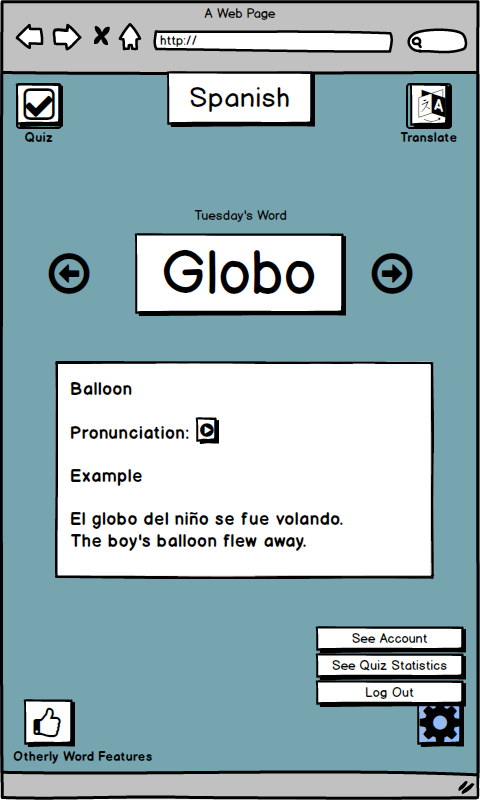 A Web Page
http://
Spanish
Quiz
Translate
Tuesday's Word
Globo
Balloon
Pronunciation:
Example
El globo del niño se fue volando.
The boy's balloon flew away.
See Account
See Quiz Statistics
Log Out
Otherly Word Features